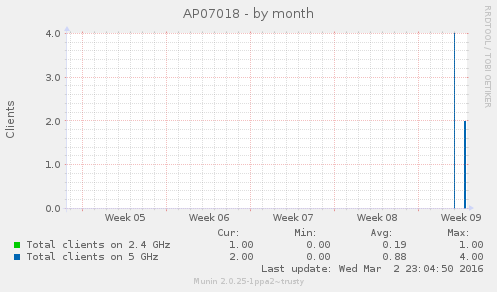 AP07018 - by month
RRDTOOL / TOBI OETIKER
Clients
4.0
3.0
2.0
1.0
0.0
Week 05 Week 06 Week 07 Week 08 Week 09
Cur: Min: Avg: Max:
Total clients on 2.4 GHz 1.00 0.00 0.19 1.00
Total clients on 5 GHz 2.00 0.00 0.88 4.00
Last update: Wed Mar 2 23:04:50 2016
Munin 2.0.25-1ppa2~trusty